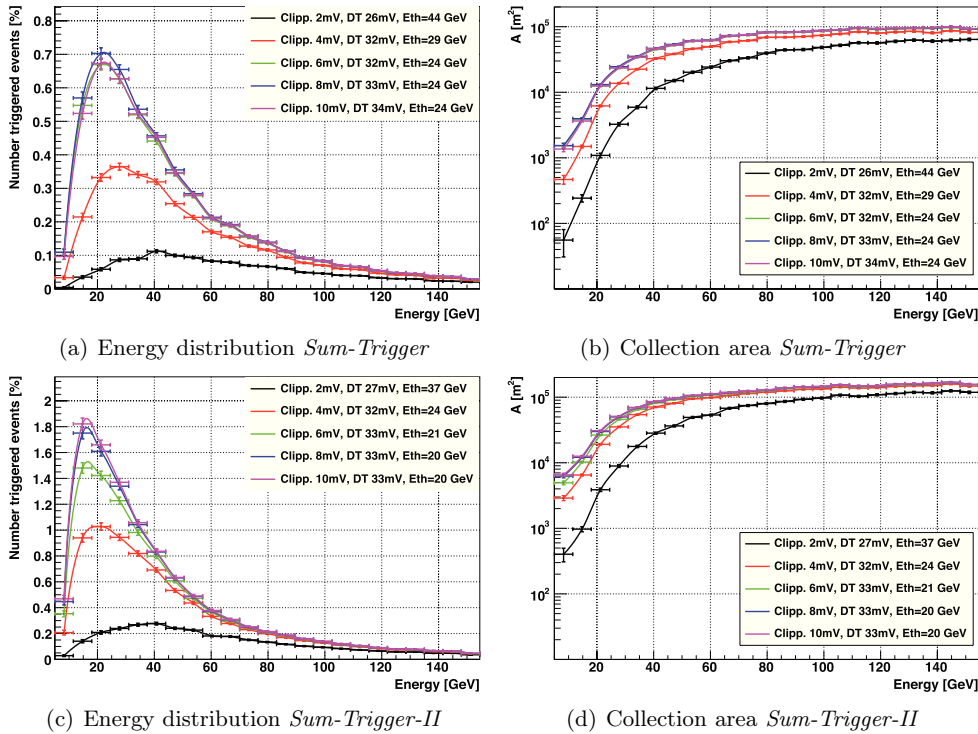 Number triggered events [%]
0.8
0.7
0.6
0.5
0.4
0.3
0.2
0.1
0
20 40 60 80 100 120 140
Energy [GeV]
Clipp. 2mV, DT 26mV, Eth=44 GeV
Clipp. 4mV, DT 32mV, Eth=29 GeV
Clipp. 6mV, DT 32mV, Eth=24 GeV
Clipp. 8mV, DT 33mV, Eth=24 GeV
Clipp. 10mV, DT 34mV, Eth=24 GeV
(a) Energy distribution Sum-Trigger
A [m²]
10⁵
10⁴
10³
10²
0 20 40 60 80 100 120 140
Energy [GeV]
Clipp. 2mV, DT 26mV, Eth=44 GeV
Clipp. 4mV, DT 32mV, Eth=29 GeV
Clipp. 6mV, DT 32mV, Eth=24 GeV
Clipp. 8mV, DT 33mV, Eth=24 GeV
Clipp. 10mV, DT 34mV, Eth=24 GeV
(b) Collection area Sum-Trigger
Number triggered events [%]
2
1.8
1.6
1.4
1.2
1
0.8
0.6
0.4
0.2
0
20 40 60 80 100 120 140
Energy [GeV]
Clipp. 2mV, DT 27mV, Eth=37 GeV
Clipp. 4mV, DT 32mV, Eth=24 GeV
Clipp. 6mV, DT 33mV, Eth=21 GeV
Clipp. 8mV, DT 33mV, Eth=20 GeV
Clipp. 10mV, DT 33mV, Eth=20 GeV
(c) Energy distribution Sum-Trigger-II
A [m²]
10⁵
10⁴
10³
10²
0 20 40 60 80 100 120 140
Energy [GeV]
Clipp. 2mV, DT 27mV, Eth=37 GeV
Clipp. 4mV, DT 32mV, Eth=24 GeV
Clipp. 6mV, DT 33mV, Eth=21 GeV
Clipp. 8mV, DT 33mV, Eth=20 GeV
Clipp. 10mV, DT 33mV, Eth=20 GeV
(d) Collection area Sum-Trigger-II